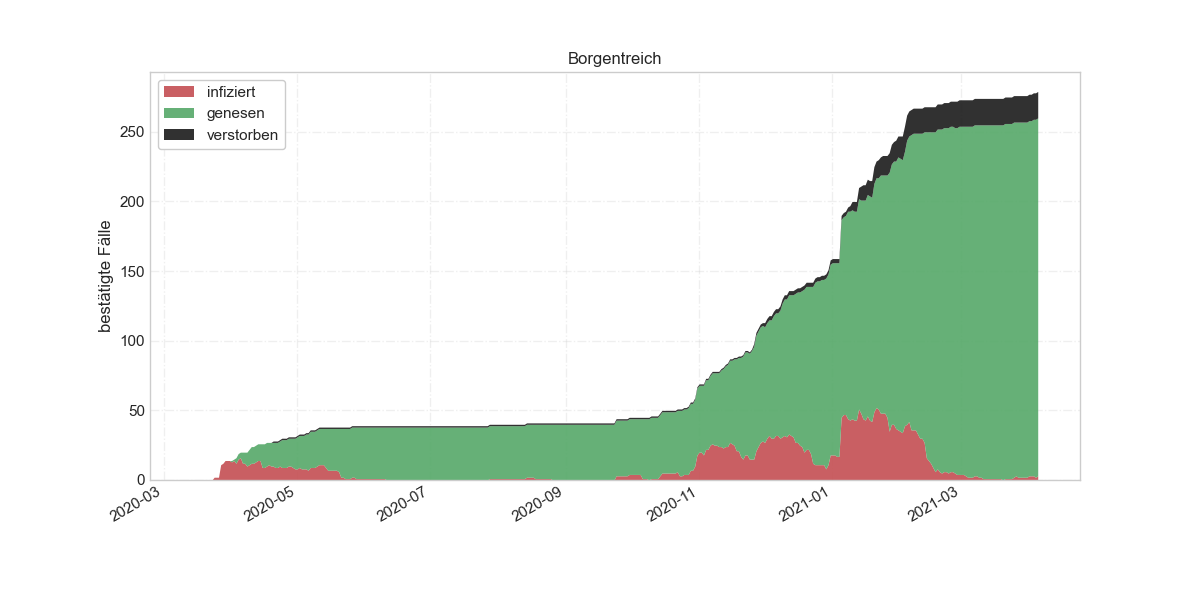 Borgentreich
infiziert
genesen
verstorben
bestätigte Fälle
250
200
150
100
50
0
2020-03
2020-05
2020-07
2020-09
2020-11
2021-01
2021-03